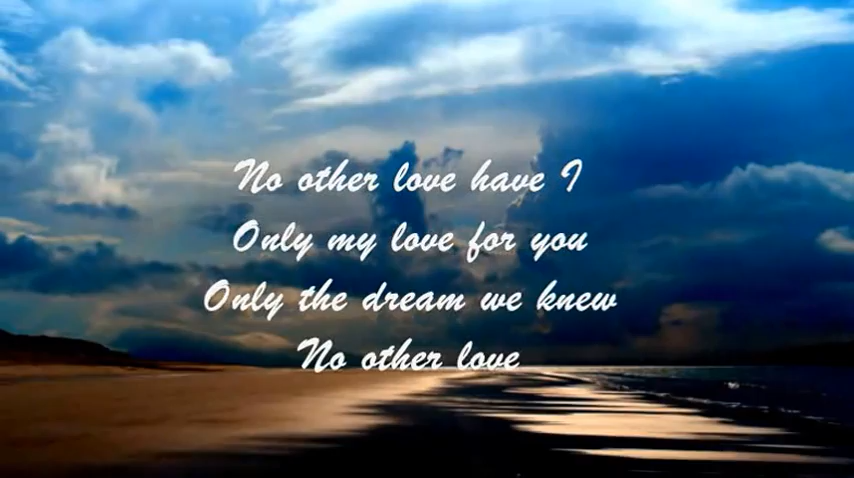 No other love have I
Only my love for you
Only the dream we knew
No other love